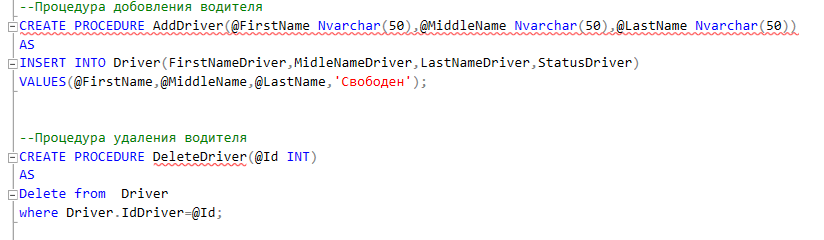 --Процедура добовления водителя
CREATE PROCEDURE AddDriver(@FirstName Nvarchar(50),@MiddleName Nvarchar(50),@LastName Nvarchar(50))
AS
INSERT INTO Driver(FirstNameDriver,MidleNameDriver,LastNameDriver,StatusDriver)
VALUES(@FirstName,@MiddleName,@LastName,'Свободен');
--Процедура удаления водителя
CREATE PROCEDURE DeleteDriver(@Id INT)
AS
Delete from  Driver
where Driver.IdDriver=@Id;